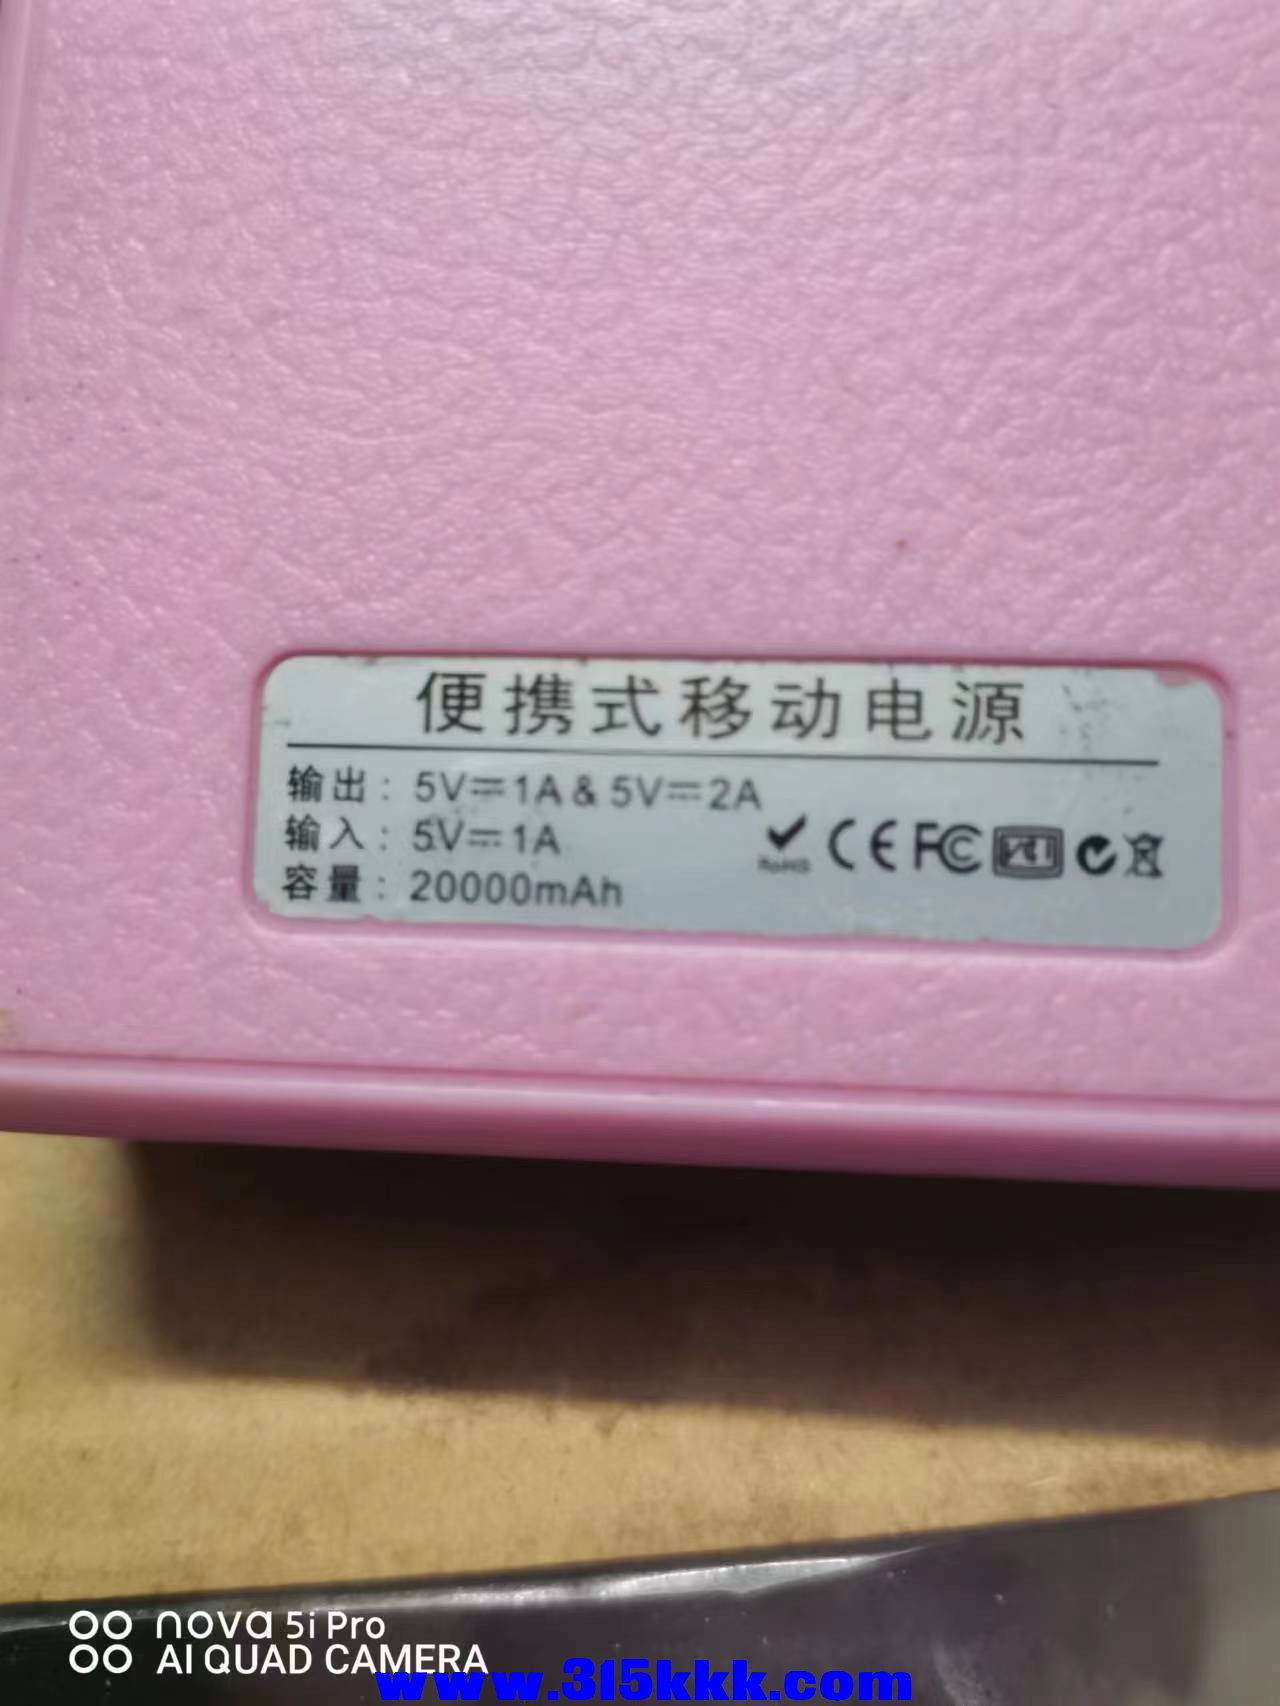 便携式移动电源
输出：5V⎓1A & 5V⎓2A
输入：5V⎓1A
容量：20000mAh
RoHS CE FC
nova 5i Pro
AI QUAD CAMERA
www.315kkk.com